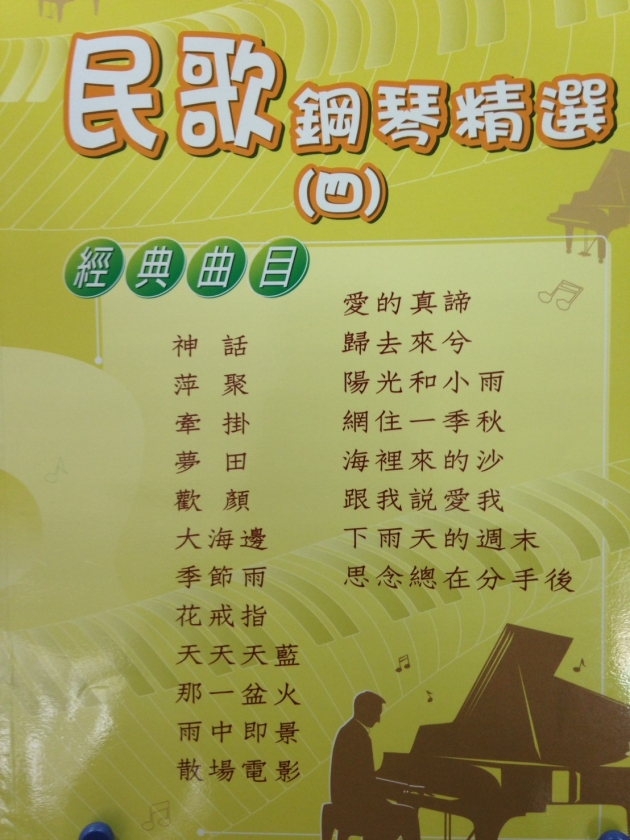 民歌鋼琴精選
(四)
經典曲目
神話
萍聚
牽掛
夢田
歡顏
大海邊
季節雨
花戒指
天天天藍
那一盆火
雨中即景
散場電影
愛的真諦
歸去來兮
陽光和小雨
網住一季秋
海裡來的沙
跟我說愛我
下雨天的週末
思念總在分手後